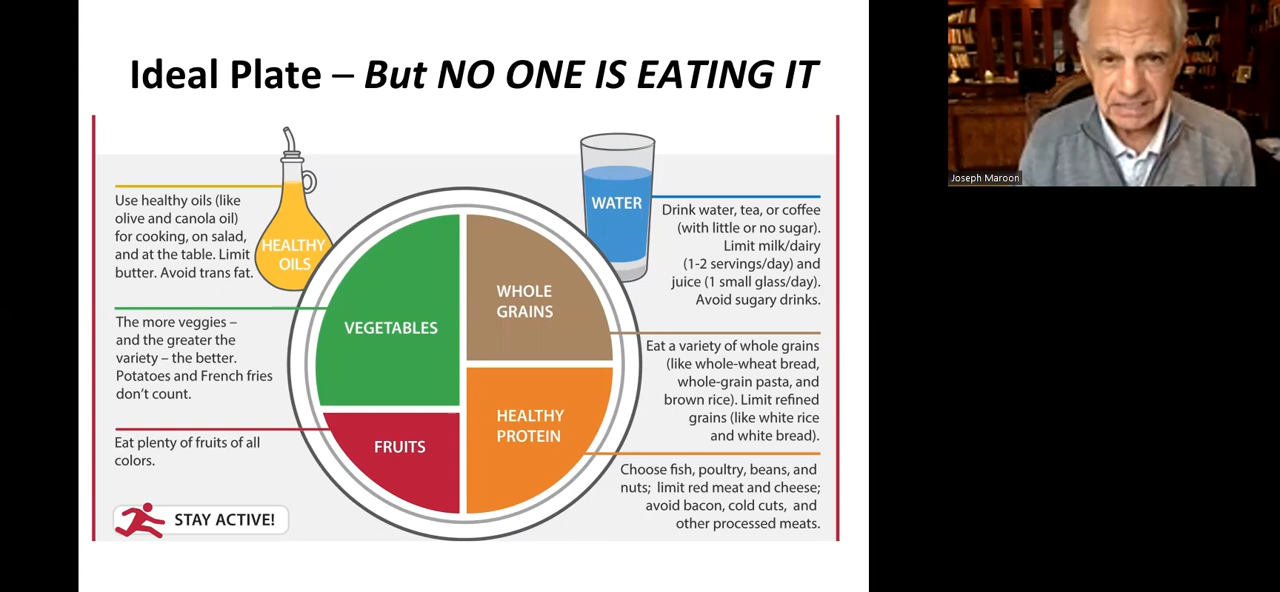 Ideal Plate – But NO ONE IS EATING IT
Joseph Maroon
Use healthy oils (like
olive and canola oil)
for cooking, on salad,
and at the table. Limit
butter. Avoid trans fat.
HEALTHY
OILS
WATER
Drink water, tea, or coffee
(with little or no sugar).
Limit milk/dairy
(1-2 servings/day) and
juice (1 small glass/day).
Avoid sugary drinks.
The more veggies –
and the greater the
variety – the better.
Potatoes and French fries
don't count.
VEGETABLES
WHOLE
GRAINS
Eat a variety of whole grains
(like whole-wheat bread,
whole-grain pasta, and
brown rice). Limit refined
grains (like white rice
and white bread).
Eat plenty of fruits of all
colors.
FRUITS
HEALTHY
PROTEIN
Choose fish, poultry, beans, and
nuts; limit red meat and cheese;
avoid bacon, cold cuts, and
other processed meats.
STAY ACTIVE!